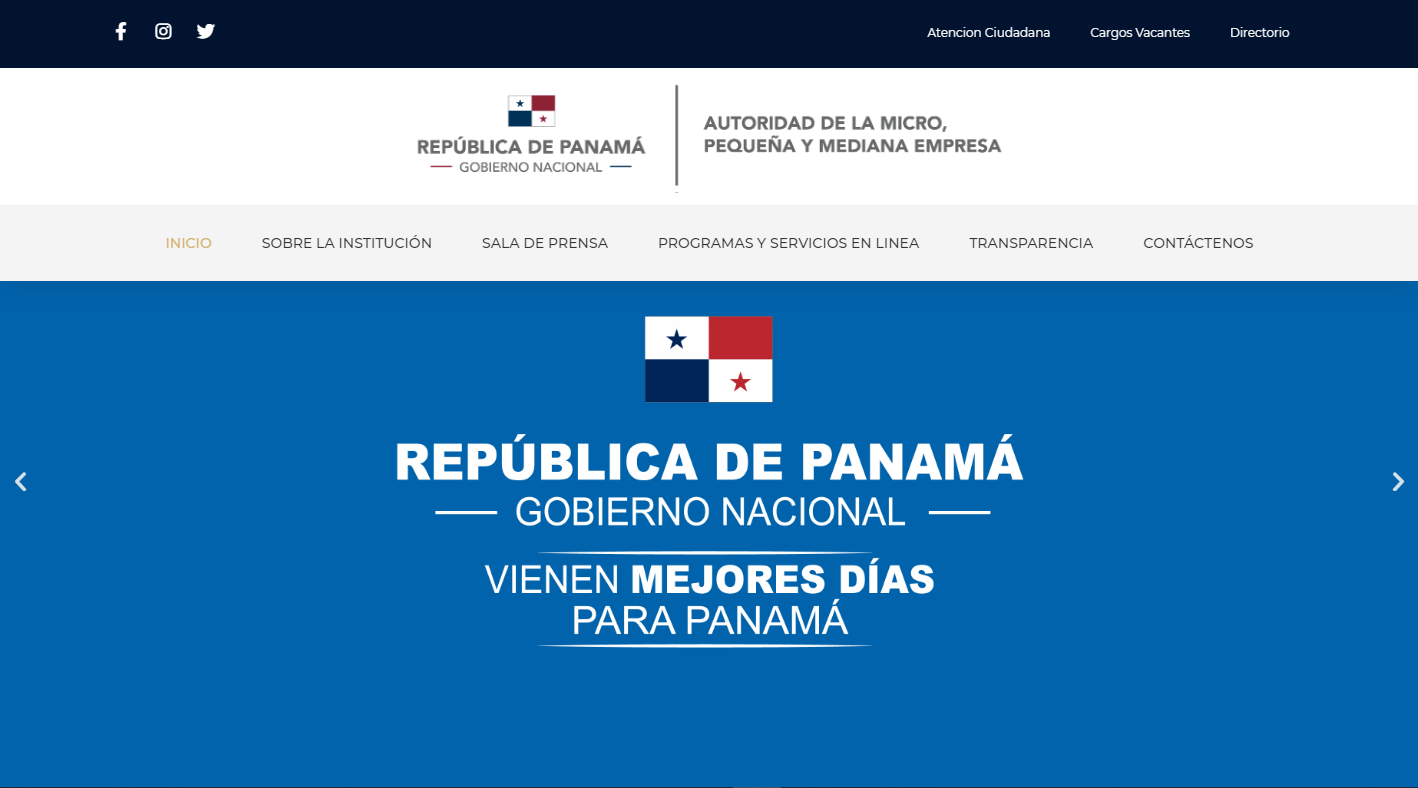 Atencion Ciudadana
Cargos Vacantes
Directorio
REPÚBLICA DE PANAMÁ
GOBIERNO NACIONAL
AUTORIDAD DE LA MICRO,
PEQUEÑA Y MEDIANA EMPRESA
INICIO
SOBRE LA INSTITUCIÓN
SALA DE PRENSA
PROGRAMAS Y SERVICIOS EN LINEA
TRANSPARENCIA
CONTÁCTENOS
REPÚBLICA DE PANAMÁ
GOBIERNO NACIONAL
VIENEN MEJORES DÍAS
PARA PANAMÁ